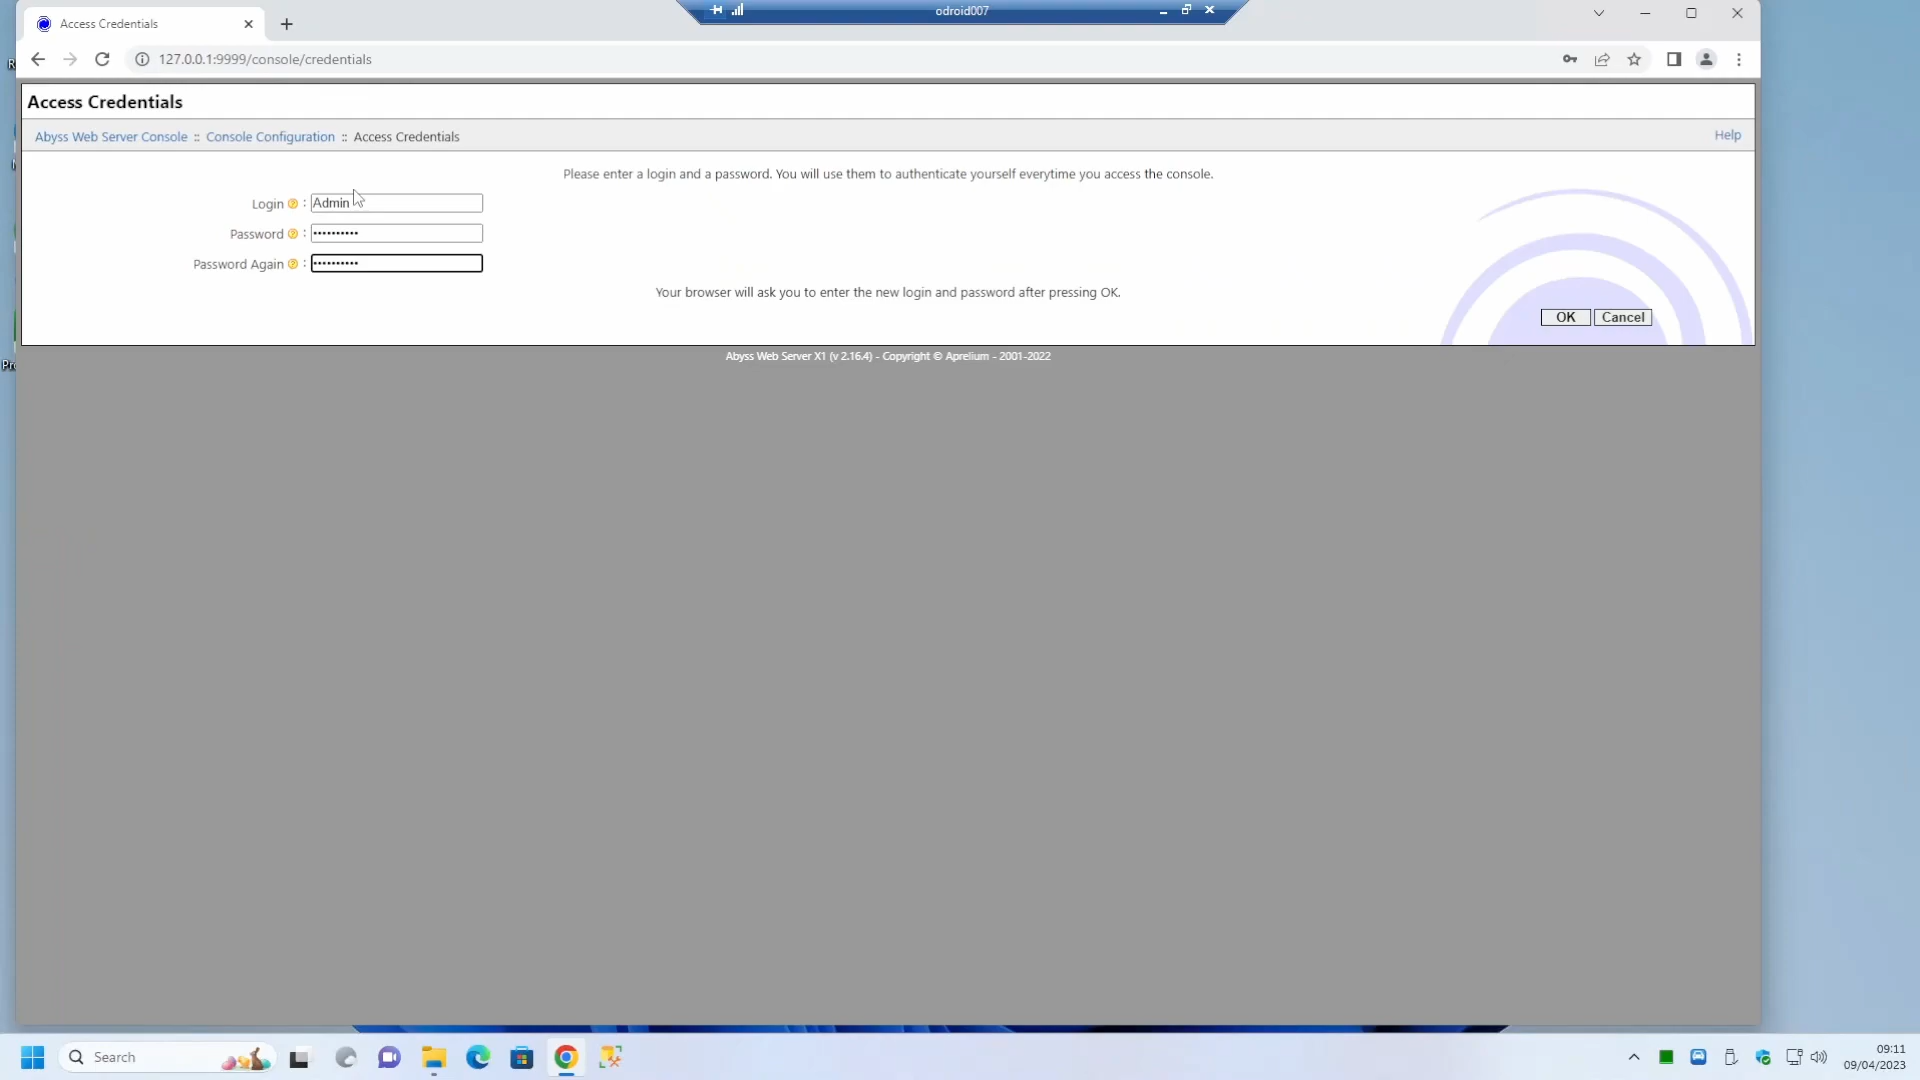 Access Credentials
odroid007
127.0.0.1:9999/console/credentials
Access Credentials
Abyss Web Server Console :: Console Configuration :: Access Credentials
Help
Please enter a login and a password. You will use them to authenticate yourself everytime you access the console.
Login : Admin
Password : ••••••••••
Password Again : ••••••••••
Your browser will ask you to enter the new login and password after pressing OK.
OK Cancel
Abyss Web Server X1 (v 2.16.4) - Copyright © Aprelium - 2001-2022
Search
09:11
09/04/2023